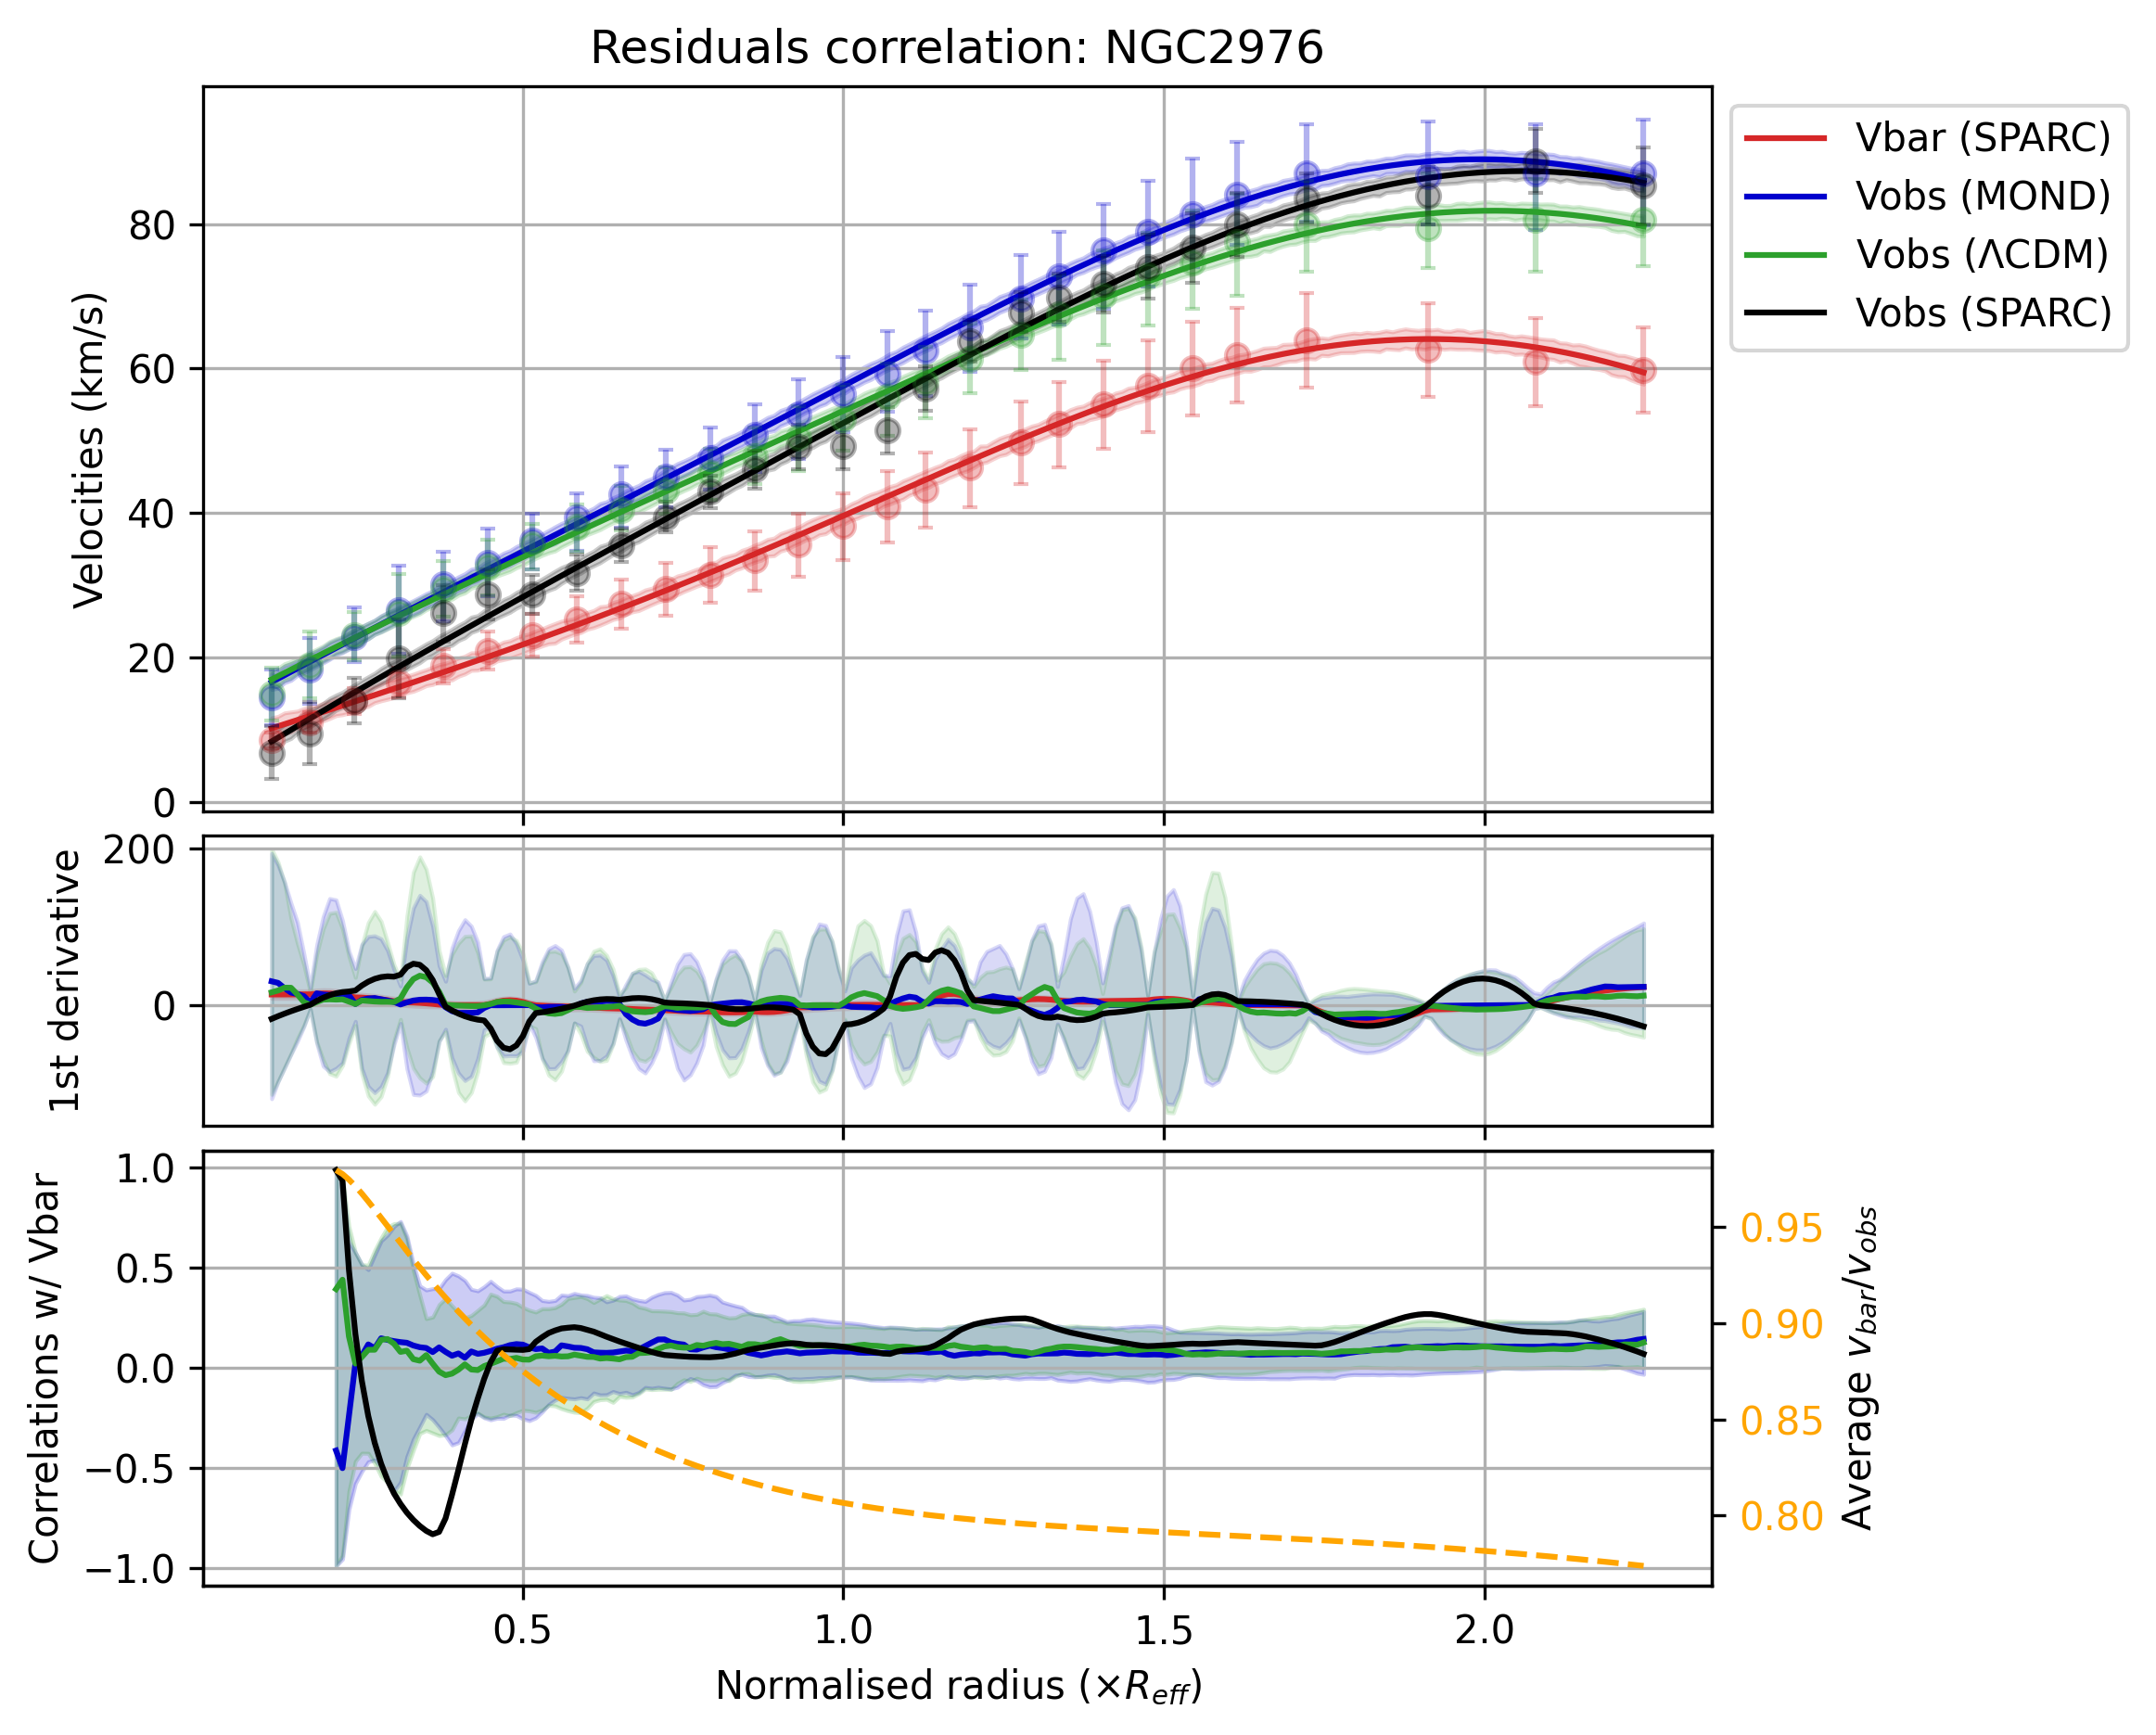 Residuals correlation: NGC2976
Vbar (SPARC)
Vobs (MOND)
Vobs (ΛCDM)
Vobs (SPARC)
Velocities (km/s)
80
60
40
20
0
1st derivative
200
0
Correlations w/ Vbar
1.0
0.5
0.0
−0.5
−1.0
0.95
0.90
0.85
0.80
Average v_bar/v_obs
0.5 1.0 1.5 2.0
Normalised radius (×R_eff)